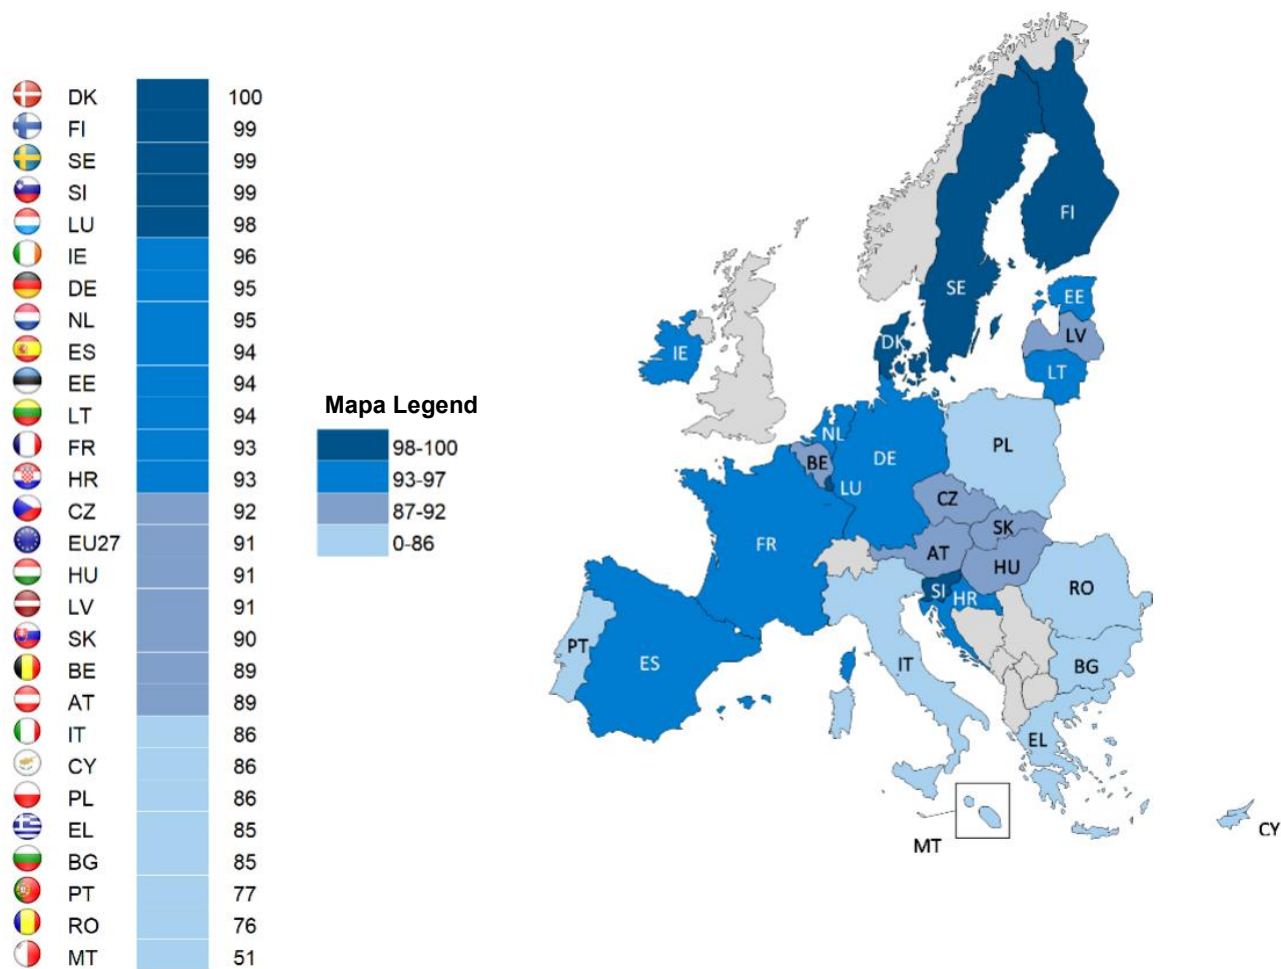 DK 100
FI 99
SE 99
SI 99
LU 98
IE 96
DE 95
NL 95
ES 94
EE 94
LT 94
FR 93
HR 93
CZ 92
EU27 91
HU 91
LV 91
SK 90
BE 89
AT 89
IT 86
CY 86
PL 86
EL 85
BG 85
PT 77
RO 76
MT 51
Mapa Legend
98-100
93-97
87-92
0-86
FI
SE
EE
LV
DK
IE
LT
NL
PL
BE
DE
LU
CZ
SK
FR
AT
HU
SI
HR
RO
PT
ES
IT
BG
EL
MT
CY